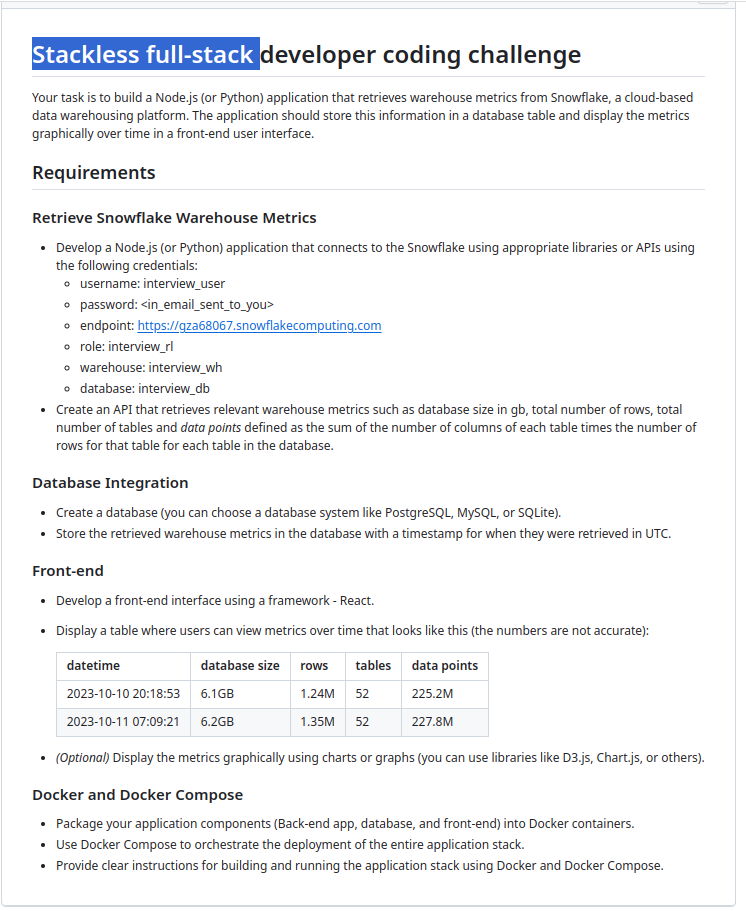 Stackless full-stack developer coding challenge
Your task is to build a Node.js (or Python) application that retrieves warehouse metrics from Snowflake, a cloud-based
data warehousing platform. The application should store this information in a database table and display the metrics
graphically over time in a front-end user interface.
Requirements
Retrieve Snowflake Warehouse Metrics
• Develop a Node.js (or Python) application that connects to the Snowflake using appropriate libraries or APIs using
the following credentials:
◦ username: interview_user
◦ password: <in_email_sent_to_you>
◦ endpoint: https://gza68067.snowflakecomputing.com
◦ role: interview_rl
◦ warehouse: interview_wh
◦ database: interview_db
• Create an API that retrieves relevant warehouse metrics such as database size in gb, total number of rows, total
number of tables and data points defined as the sum of the number of columns of each table times the number of
rows for that table for each table in the database.
Database Integration
• Create a database (you can choose a database system like PostgreSQL, MySQL, or SQLite).
• Store the retrieved warehouse metrics in the database with a timestamp for when they were retrieved in UTC.
Front-end
• Develop a front-end interface using a framework - React.
• Display a table where users can view metrics over time that looks like this (the numbers are not accurate):
datetime database size rows tables data points
2023-10-10 20:18:53 6.1GB 1.24M 52 225.2M
2023-10-11 07:09:21 6.2GB 1.35M 52 227.8M
• (Optional) Display the metrics graphically using charts or graphs (you can use libraries like D3.js, Chart.js, or others).
Docker and Docker Compose
• Package your application components (Back-end app, database, and front-end) into Docker containers.
• Use Docker Compose to orchestrate the deployment of the entire application stack.
• Provide clear instructions for building and running the application stack using Docker and Docker Compose.